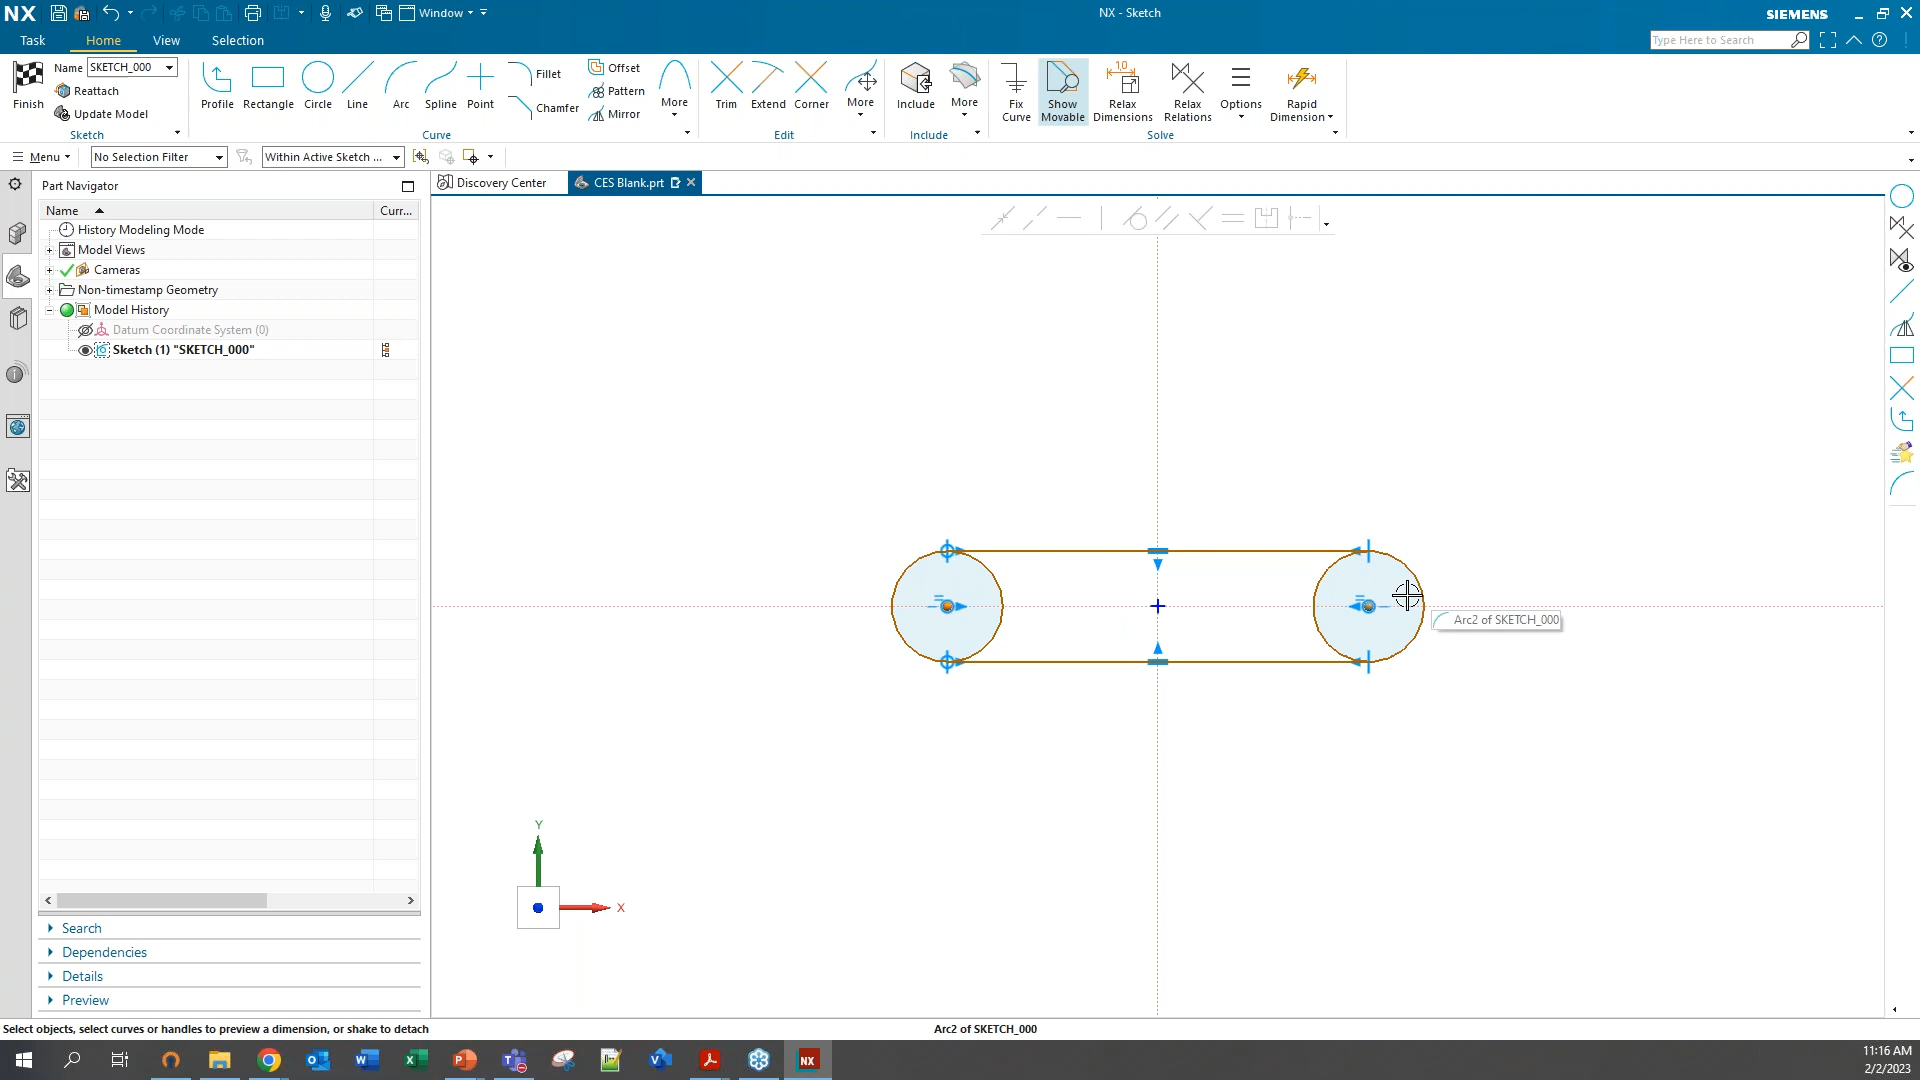 NX Window NX - Sketch SIEMENS
Task Home View Selection Type Here to Search
Name SKETCH_000
Reattach
Update Model
Finish
Sketch
Profile Rectangle Circle Line Arc Spline Point
Fillet
Chamfer
Offset
Pattern
Mirror
More
Curve
Trim Extend Corner More
Edit
Include More
Include
Fix Curve
Show Movable
Relax Dimensions
Relax Relations
Options
Rapid Dimension
Solve
Menu No Selection Filter Within Active Sketch ...
Part Navigator
Discovery Center CES Blank.prt
Name Curr...
History Modeling Mode
Model Views
Cameras
Non-timestamp Geometry
Model History
Datum Coordinate System (0)
Sketch (1) "SKETCH_000"
Arc2 of SKETCH_000
Y
X
Search
Dependencies
Details
Preview
Select objects, select curves or handles to preview a dimension, or shake to detach Arc2 of SKETCH_000
11:16 AM
2/2/2023